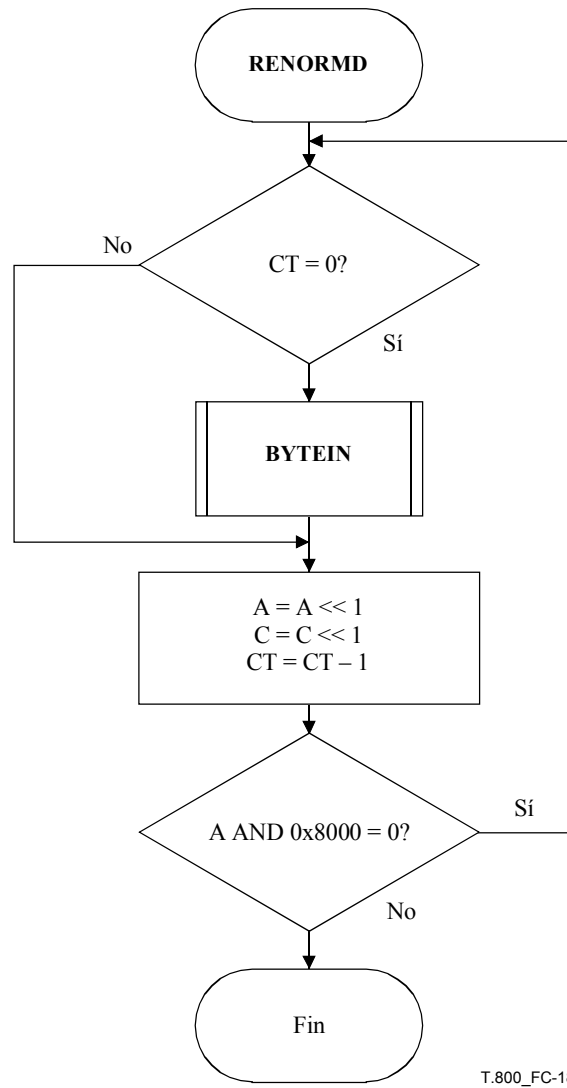 RENORMD
No
CT = 0?
Sí
BYTEIN
A = A << 1
C = C << 1
CT = CT – 1
A AND 0x8000 = 0?
Sí
No
Fin